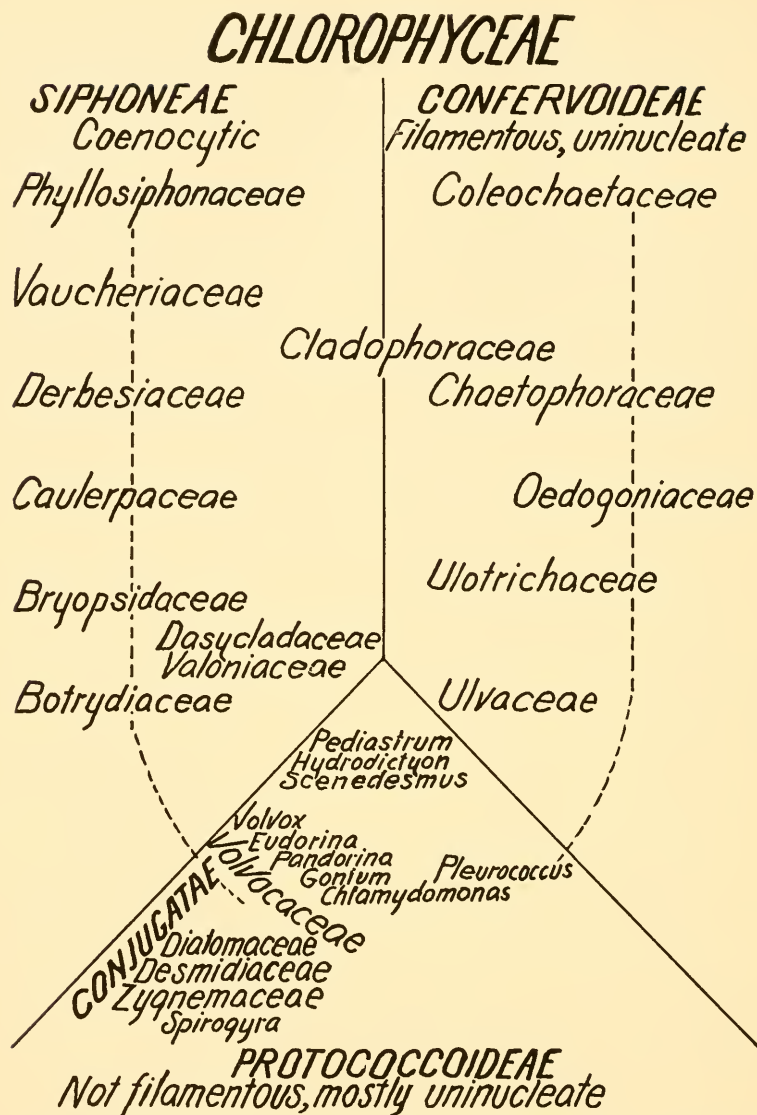 CHLOROPHYCEAE
SIPHONEAE
Coenocytic
Phyllosiphonaceae
Vaucheriaceae
Derbesiaceae
Caulerpaceae
Bryopsidaceae
Dasycladaceae
Valoniaceae
Botrydiaceae
CONFERVOIDEAE
Filamentous, uninucleate
Coleochaetaceae
Cladophoraceae
Chaetophoraceae
Oedogoniaceae
Ulotrichaceae
Ulvaceae
Pediastrum
Hydrodictyon
Scenedesmus
Volvox
Eudorina
Pandorina
Gonium
Chlamydomonas
Pleurococcus
Volvocaceae
CONJUGATAE
Diatomaceae
Desmidiaceae
Zygnemaceae
Spirogyra
PROTOCOCCOIDEAE
Not filamentous, mostly uninucleate